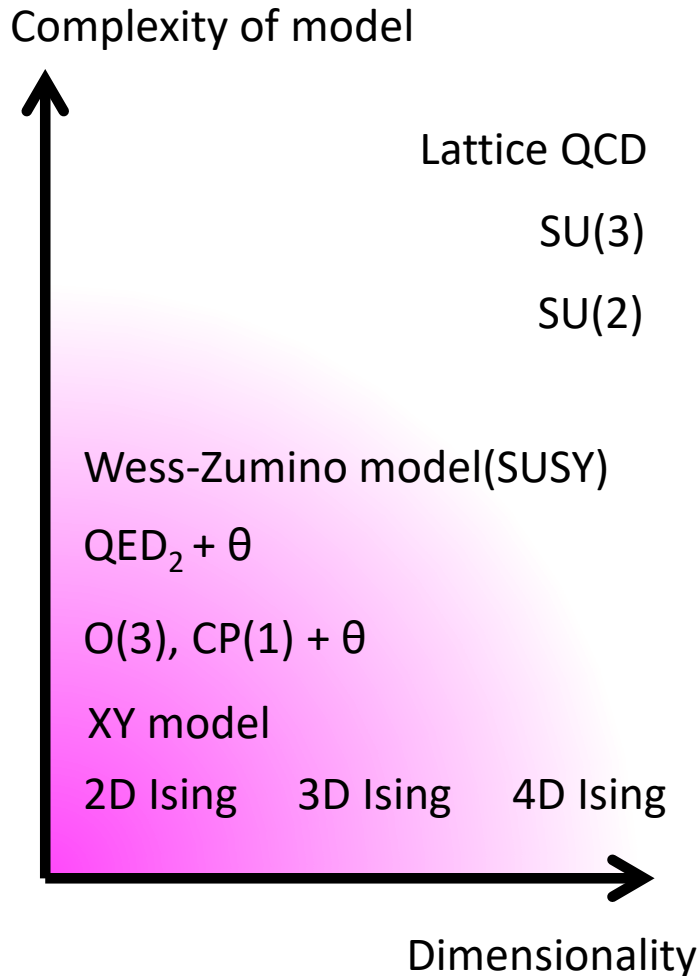 Complexity of model
Lattice QCD
SU(3)
SU(2)
Wess-Zumino model(SUSY)
QED₂ + θ
O(3), CP(1) + θ
XY model
2D Ising 3D Ising 4D Ising
Dimensionality